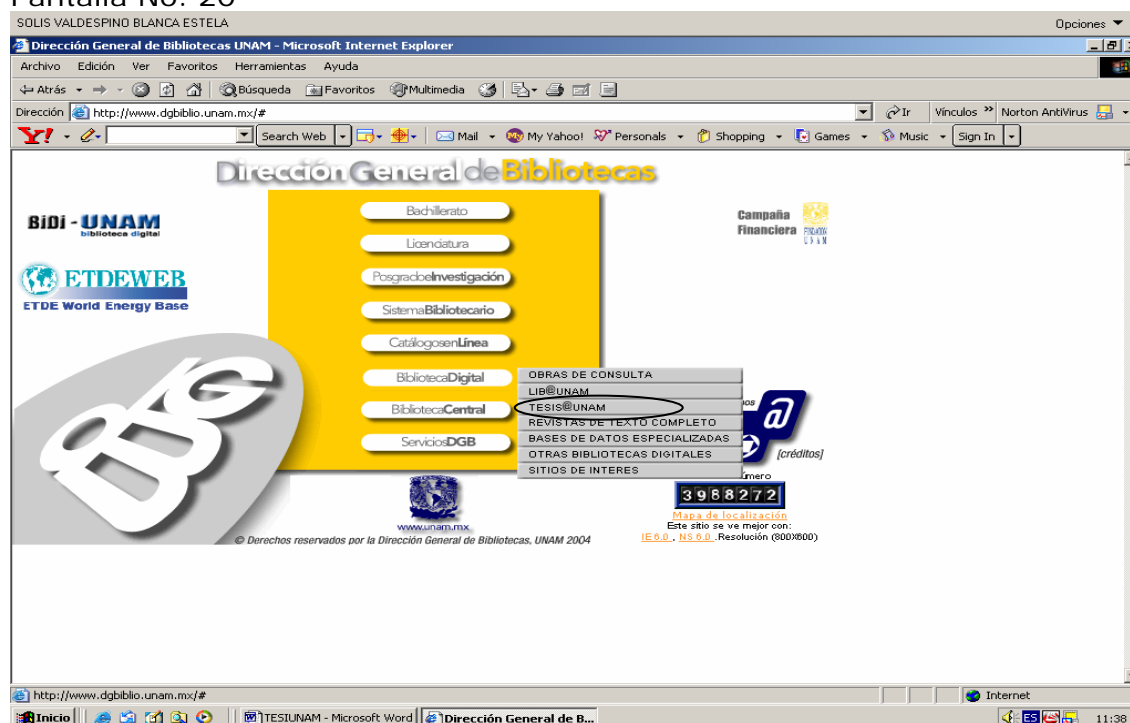 Pantalla No. 20
SOLIS VALDESPINO BLANCA ESTELA Opciones
Dirección General de Bibliotecas UNAM - Microsoft Internet Explorer
Archivo Edición Ver Favoritos Herramientas Ayuda
Atrás Búsqueda Favoritos Multimedia
Dirección http://www.dgbiblio.unam.mx/# Ir Vínculos » Norton AntiVirus
Y! Search Web Mail My Yahoo! Personals Shopping Games Music Sign In
Dirección General de Bibliotecas
BiDi - UNAM
biblioteca digital
ETDEWEB
ETDE World Energy Base
Bachillerato
Licenciatura
PosgradoeInvestigación
SistemaBibliotecario
CatálogosenLínea
BibliotecaDigital
BibliotecaCentral
ServiciosDGB
Campaña
Financiera
FUNDACION
UNAM
OBRAS DE CONSULTA
LIB@UNAM
TESIS@UNAM
REVISTAS DE TEXTO COMPLETO
BASES DE DATOS ESPECIALIZADAS
OTRAS BIBLIOTECAS DIGITALES
SITIOS DE INTERES
DGB
nos
@
[créditos]
número
3968272
Mapa de localización
Este sitio se ve mejor con:
IE 6.0 , NS 6.0 .Resolución (800X600)
www.unam.mx
© Derechos reservados por la Dirección General de Bibliotecas, UNAM 2004
http://www.dgbiblio.unam.mx/# Internet
Inicio TESIUNAM - Microsoft Word Dirección General de B... ES 11:38